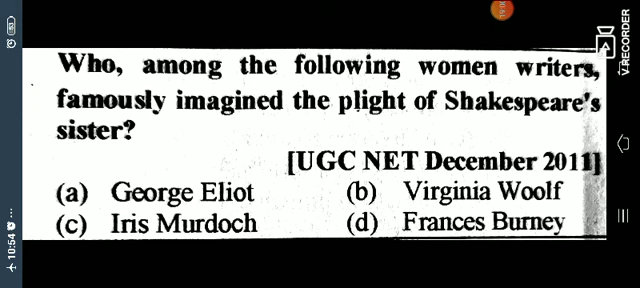 Who, among the following women writers,
famously imagined the plight of Shakespeare's
sister?
[UGC NET December 2011]
(a) George Eliot (b) Virginia Woolf
(c) Iris Murdoch (d) Frances Burney
V.RECORDER
10:54